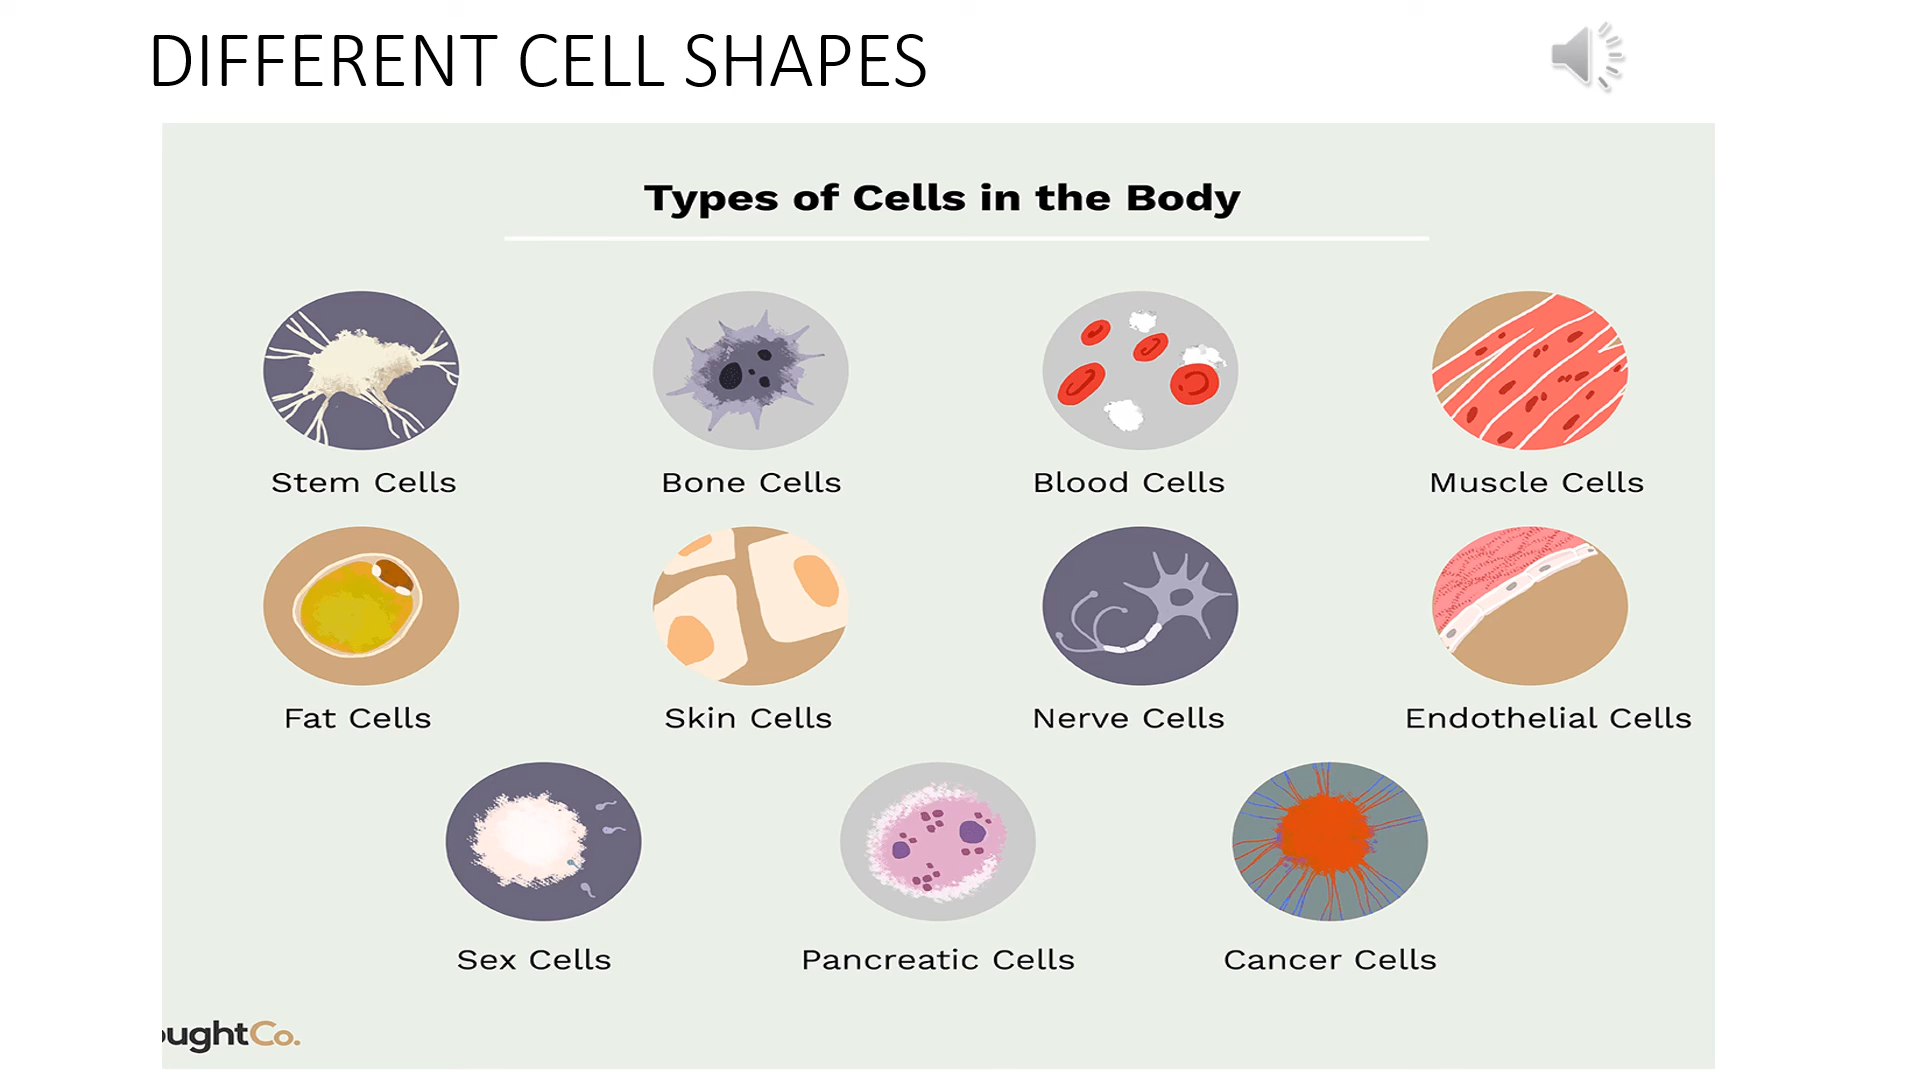 DIFFERENT CELL SHAPES
Types of Cells in the Body
Stem Cells
Bone Cells
Blood Cells
Muscle Cells
Fat Cells
Skin Cells
Nerve Cells
Endothelial Cells
Sex Cells
Pancreatic Cells
Cancer Cells
ughtCo.